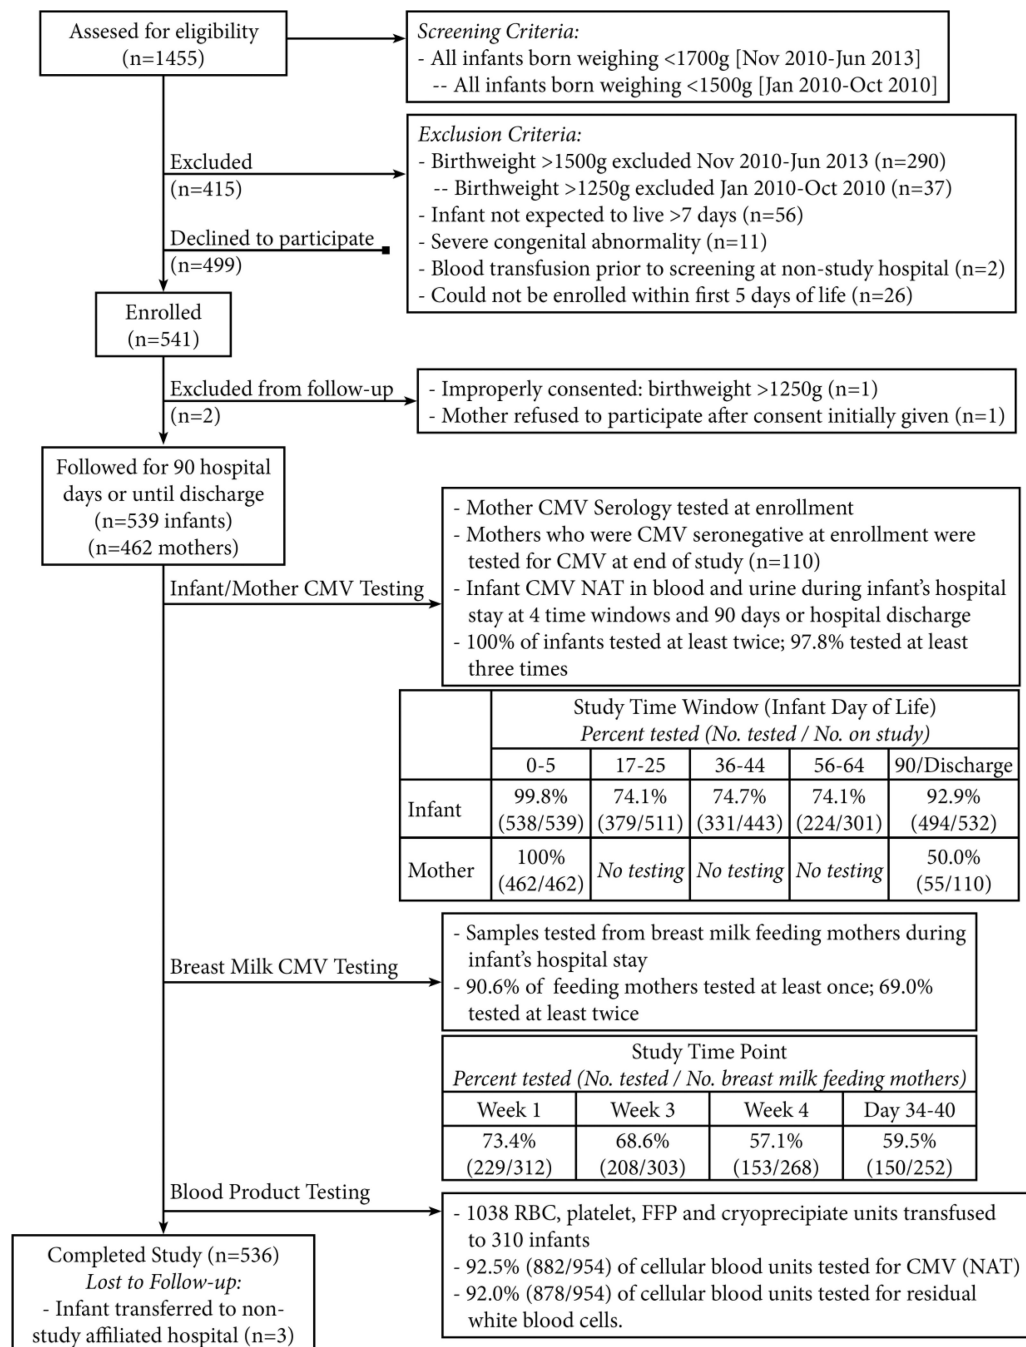 Assesed for eligibility
(n=1455)
Screening Criteria:
- All infants born weighing <1700g [Nov 2010-Jun 2013]
-- All infants born weighing <1500g [Jan 2010-Oct 2010]
Excluded
(n=415)
Exclusion Criteria:
- Birthweight >1500g excluded Nov 2010-Jun 2013 (n=290)
-- Birthweight >1250g excluded Jan 2010-Oct 2010 (n=37)
- Infant not expected to live >7 days (n=56)
- Severe congenital abnormality (n=11)
- Blood transfusion prior to screening at non-study hospital (n=2)
- Could not be enrolled within first 5 days of life (n=26)
Declined to participate
(n=499)
Enrolled
(n=541)
Excluded from follow-up
(n=2)
- Improperly consented: birthweight >1250g (n=1)
- Mother refused to participate after consent initially given (n=1)
Followed for 90 hospital
days or until discharge
(n=539 infants)
(n=462 mothers)
Infant/Mother CMV Testing
- Mother CMV Serology tested at enrollment
- Mothers who were CMV seronegative at enrollment were
tested for CMV at end of study (n=110)
- Infant CMV NAT in blood and urine during infant's hospital
stay at 4 time windows and 90 days or hospital discharge
- 100% of infants tested at least twice; 97.8% tested at least
three times
Study Time Window (Infant Day of Life)
Percent tested (No. tested / No. on study)
0-5 17-25 36-44 56-64 90/Discharge
Infant 99.8% 74.1% 74.7% 74.1% 92.9%
(538/539) (379/511) (331/443) (224/301) (494/532)
Mother 100% No testing No testing No testing 50.0%
(462/462) (55/110)
Breast Milk CMV Testing
- Samples tested from breast milk feeding mothers during
infant's hospital stay
- 90.6% of feeding mothers tested at least once; 69.0%
tested at least twice
Study Time Point
Percent tested (No. tested / No. breast milk feeding mothers)
Week 1 Week 3 Week 4 Day 34-40
73.4% 68.6% 57.1% 59.5%
(229/312) (208/303) (153/268) (150/252)
Blood Product Testing
- 1038 RBC, platelet, FFP and cryoprecipiate units transfused
to 310 infants
- 92.5% (882/954) of cellular blood units tested for CMV (NAT)
- 92.0% (878/954) of cellular blood units tested for residual
white blood cells.
Completed Study (n=536)
Lost to Follow-up:
- Infant transferred to non-
study affiliated hospital (n=3)